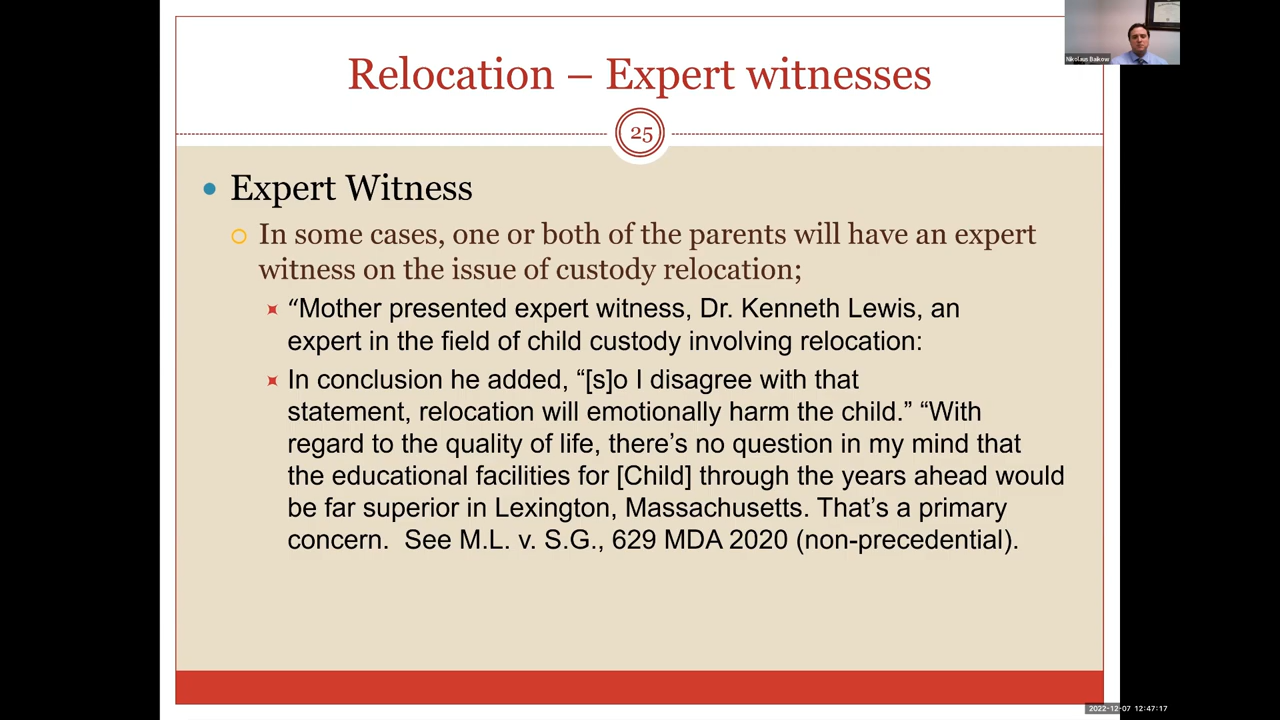 Relocation – Expert witnesses
25
Nikolaus Bakow
Expert Witness
In some cases, one or both of the parents will have an expert
witness on the issue of custody relocation;
“Mother presented expert witness, Dr. Kenneth Lewis, an
expert in the field of child custody involving relocation:
In conclusion he added, “[s]o I disagree with that
statement, relocation will emotionally harm the child.” “With
regard to the quality of life, there’s no question in my mind that
the educational facilities for [Child] through the years ahead would
be far superior in Lexington, Massachusetts. That’s a primary
concern.  See M.L. v. S.G., 629 MDA 2020 (non-precedential).
2022-12-07 12:47:17